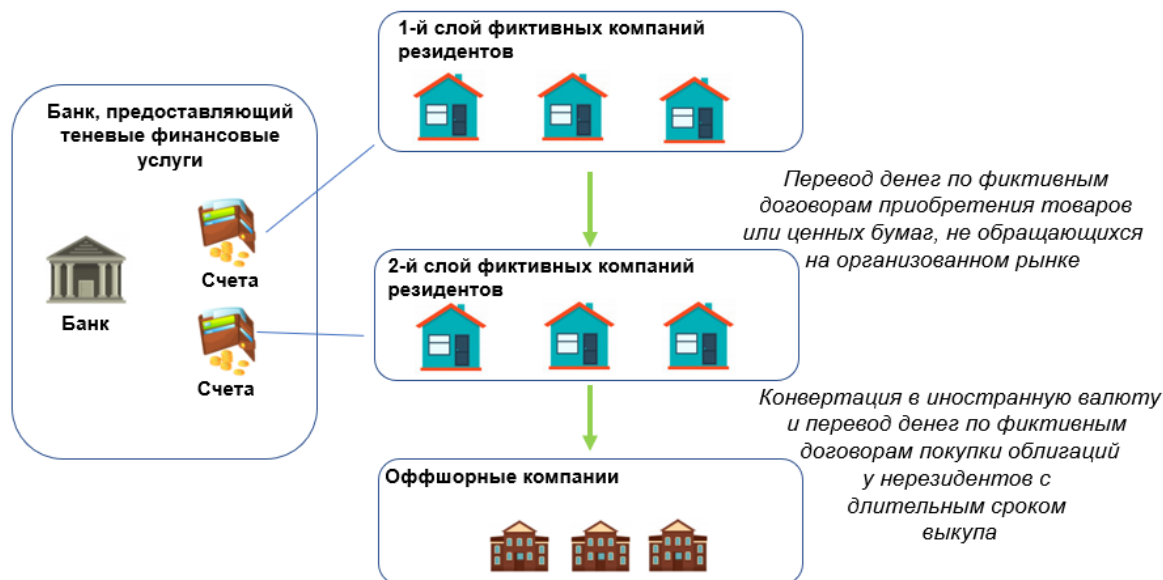 1-й слой фиктивных компаний
резидентов
Банк, предоставляющий
теневые финансовые
услуги
Счета
Банк
Счета
Перевод денег по фиктивным
договорам приобретения товаров
или ценных бумаг, не обращающихся
на организованном рынке
2-й слой фиктивных компаний
резидентов
Конвертация в иностранную валюту
и перевод денег по фиктивным
договорам покупки облигаций
у нерезидентов с
длительным сроком
выкупа
Оффшорные компании